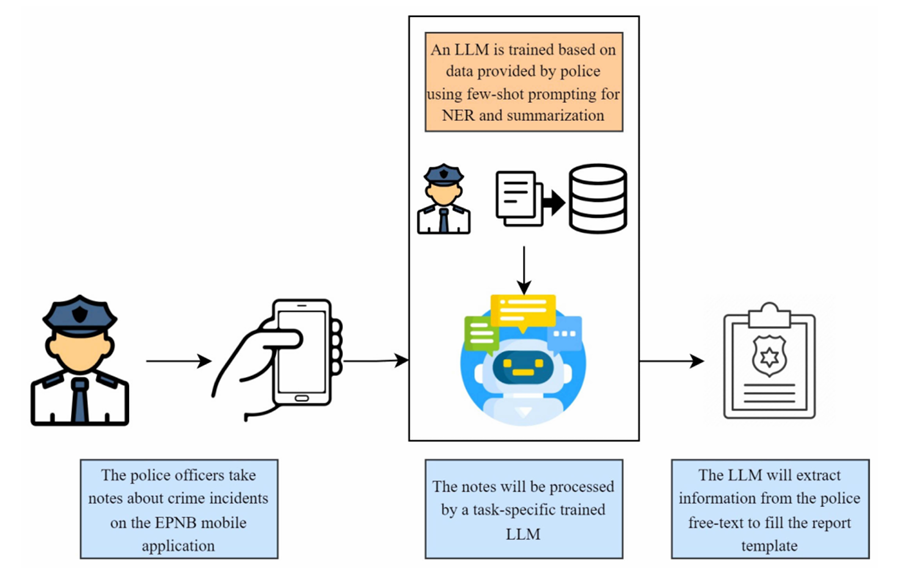 An LLM is trained based on
data provided by police
using few-shot prompting for
NER and summarization
The police officers take
notes about crime incidents
on the EPNB mobile
application
The notes will be processed
by a task-specific trained
LLM
The LLM will extract
information from the police
free-text to fill the report
template